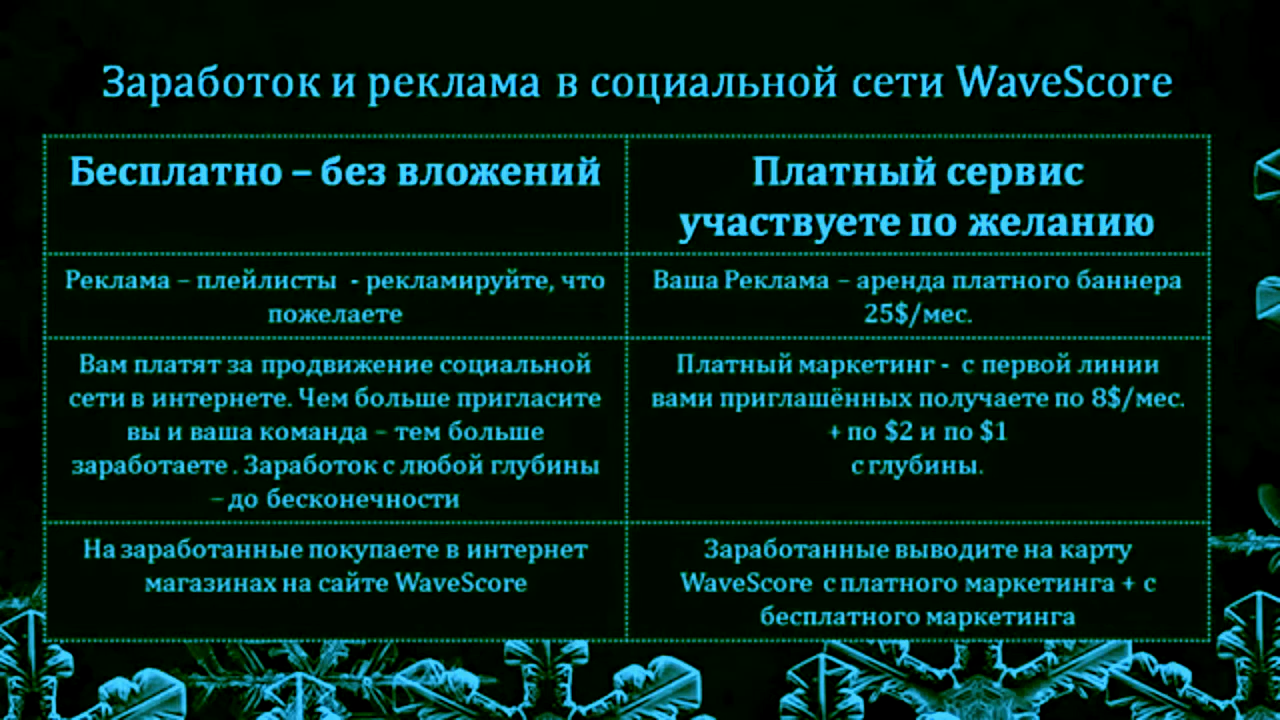 Заработок и реклама в социальной сети WaveScore
Бесплатно – без вложений
Платный сервис
участвуете по желанию
Реклама – плейлисты - рекламируйте, что
пожелаете
Ваша Реклама – аренда платного баннера
25$/мес.
Вам платят за продвижение социальной
сети в интернете. Чем больше пригласите
вы и ваша команда – тем больше
заработаете . Заработок с любой глубины
– до бесконечности
Платный маркетинг - с первой линии
вами приглашённых получаете по 8$/мес.
+ по $2 и по $1
с глубины.
На заработанные покупаете в интернет
магазинах на сайте WaveScore
Заработанные выводите на карту
WaveScore с платного маркетинга + с
бесплатного маркетинга